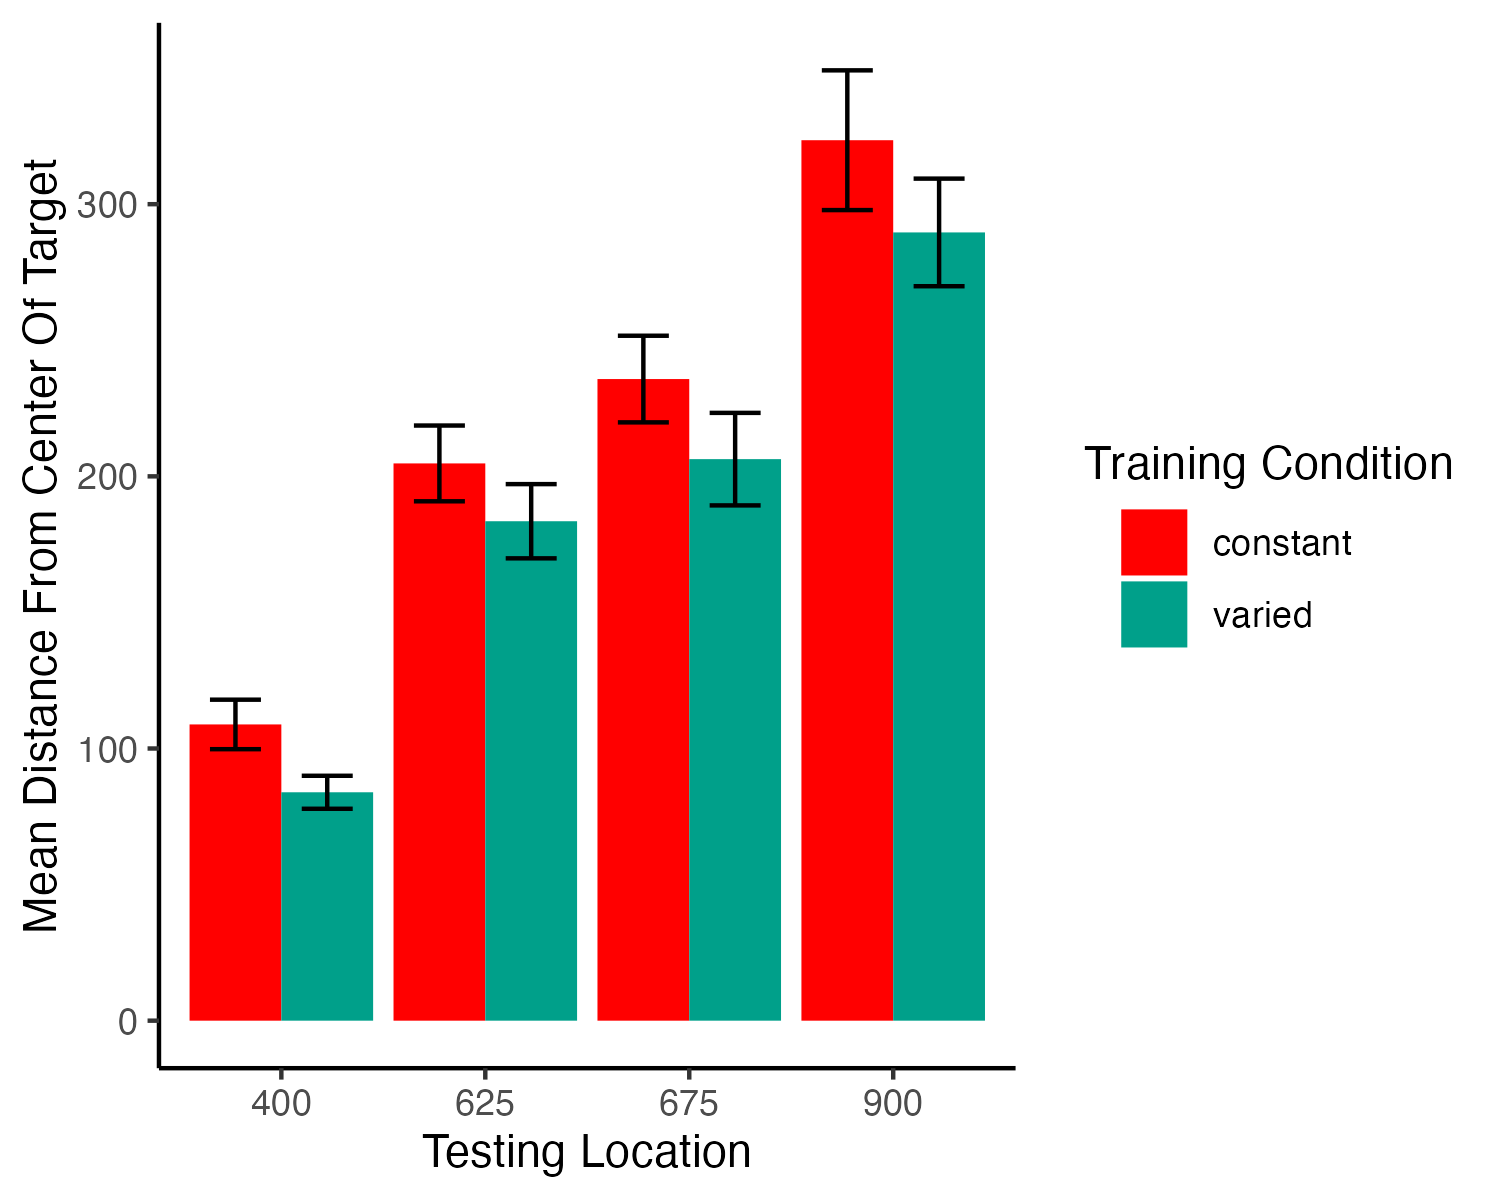 Mean Distance From Center Of Target
300
200
100
0
400 625 675 900
Testing Location
Training Condition
constant
varied